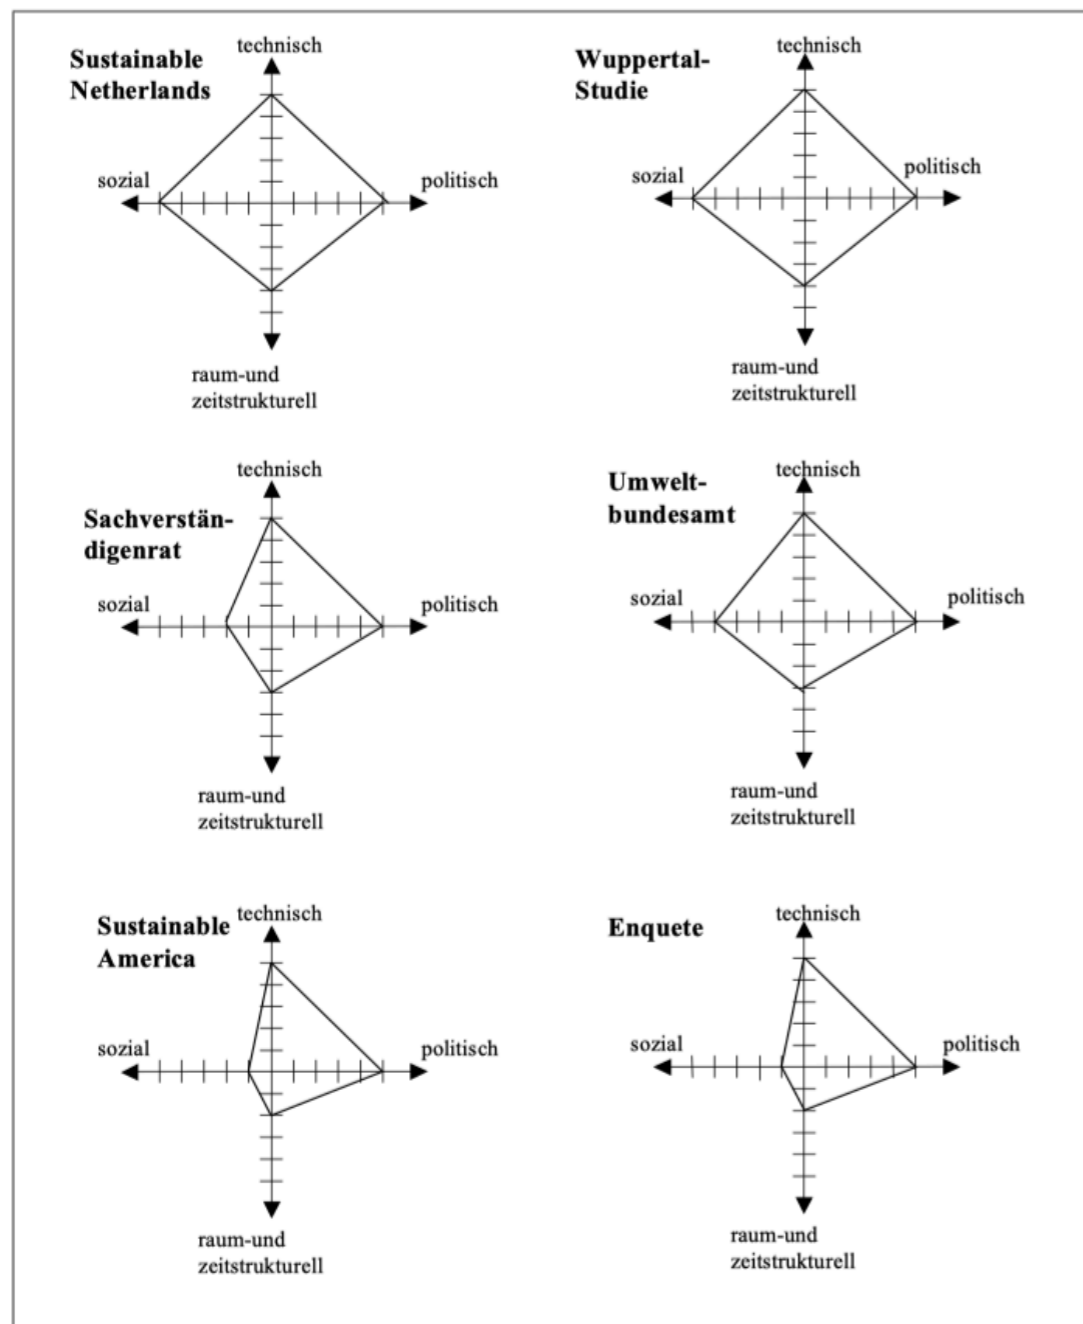 technisch
Sustainable
Netherlands
sozial
politisch
raum-und
zeitstrukturell
technisch
Wuppertal-
Studie
sozial
politisch
raum-und
zeitstrukturell
technisch
Sachverstän-
digenrat
sozial
politisch
raum-und
zeitstrukturell
technisch
Umwelt-
bundesamt
sozial
politisch
raum-und
zeitstrukturell
technisch
Sustainable
America
sozial
politisch
raum-und
zeitstrukturell
technisch
Enquete
sozial
politisch
raum-und
zeitstrukturell